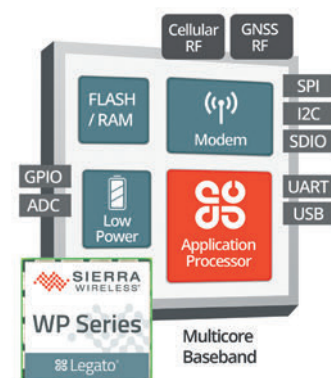 Cellular
RF
GNSS
RF
FLASH
/ RAM
Modem
SPI
I2C
SDIO
GPIO
ADC
Low
Power
Application
Processor
UART
USB
SIERRA
WIRELESS®
WP Series
Legato®
Multicore
Baseband